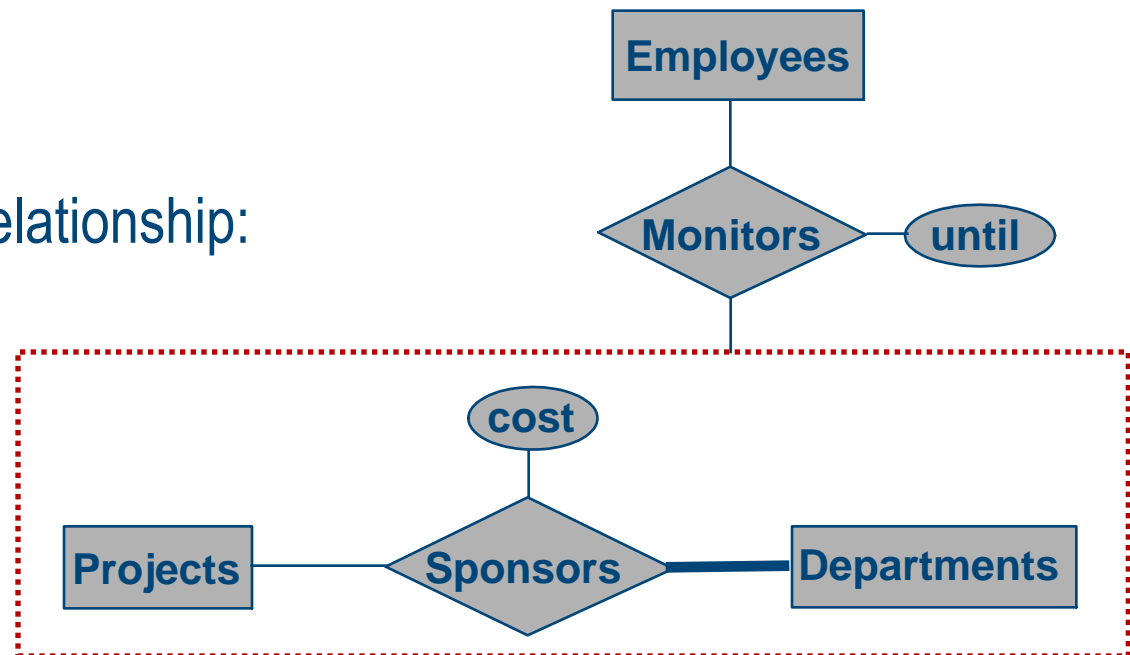 Employees
elationship:
Monitors
until
cost
Projects
Sponsors
Departments